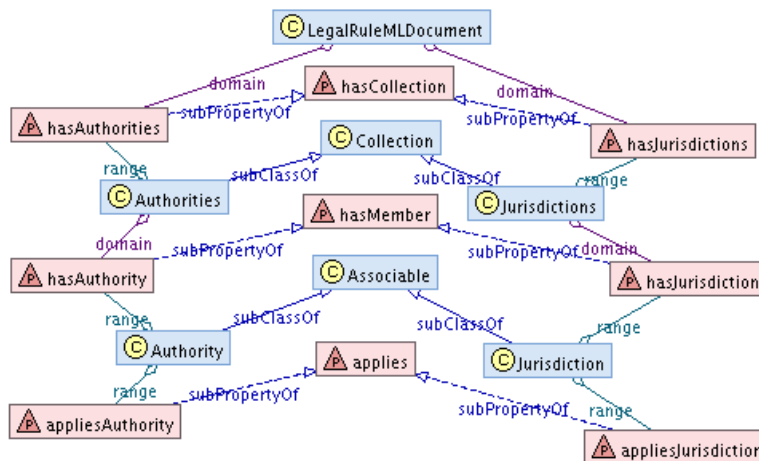 C LegalRuleMLDocument
domain
domain
P hasCollection
subPropertyOf
subPropertyOf
P hasAuthorities
P hasJurisdictions
C Collection
range
subClassOf
subClassOf
range
C Authorities
C Jurisdictions
P hasMember
domain
subPropertyOf
subPropertyOf
domain
P hasAuthority
C Associable
P hasJurisdiction
range
subClassOf
subClassOf
range
C Authority
P applies
C Jurisdiction
range
subPropertyOf
subPropertyOf
range
P appliesAuthority
P appliesJurisdiction